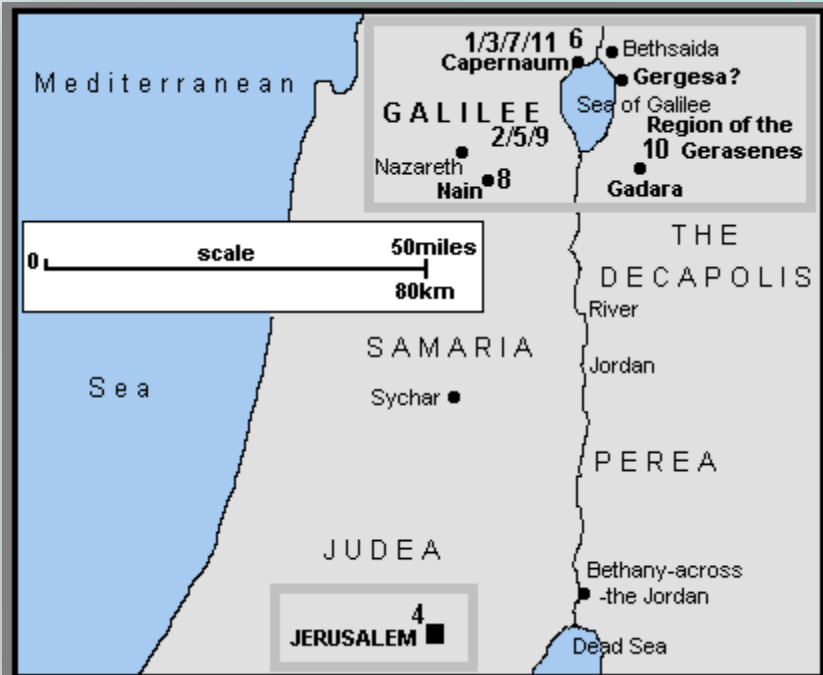 1/3/7/11 6
Bethsaida
Capernaum
Mediterranean
Gergesa?
Sea of Galilee
GALILEE
2/5/9
Region of the
10 Gerasenes
Nazareth
Nain 8
Gadara
THE
DECAPOLIS
scale
50miles
0
80km
River
SAMARIA
Jordan
Sea
Sychar
PEREA
JUDEA
Bethany-across
-the Jordan
4
JERUSALEM
Dead Sea